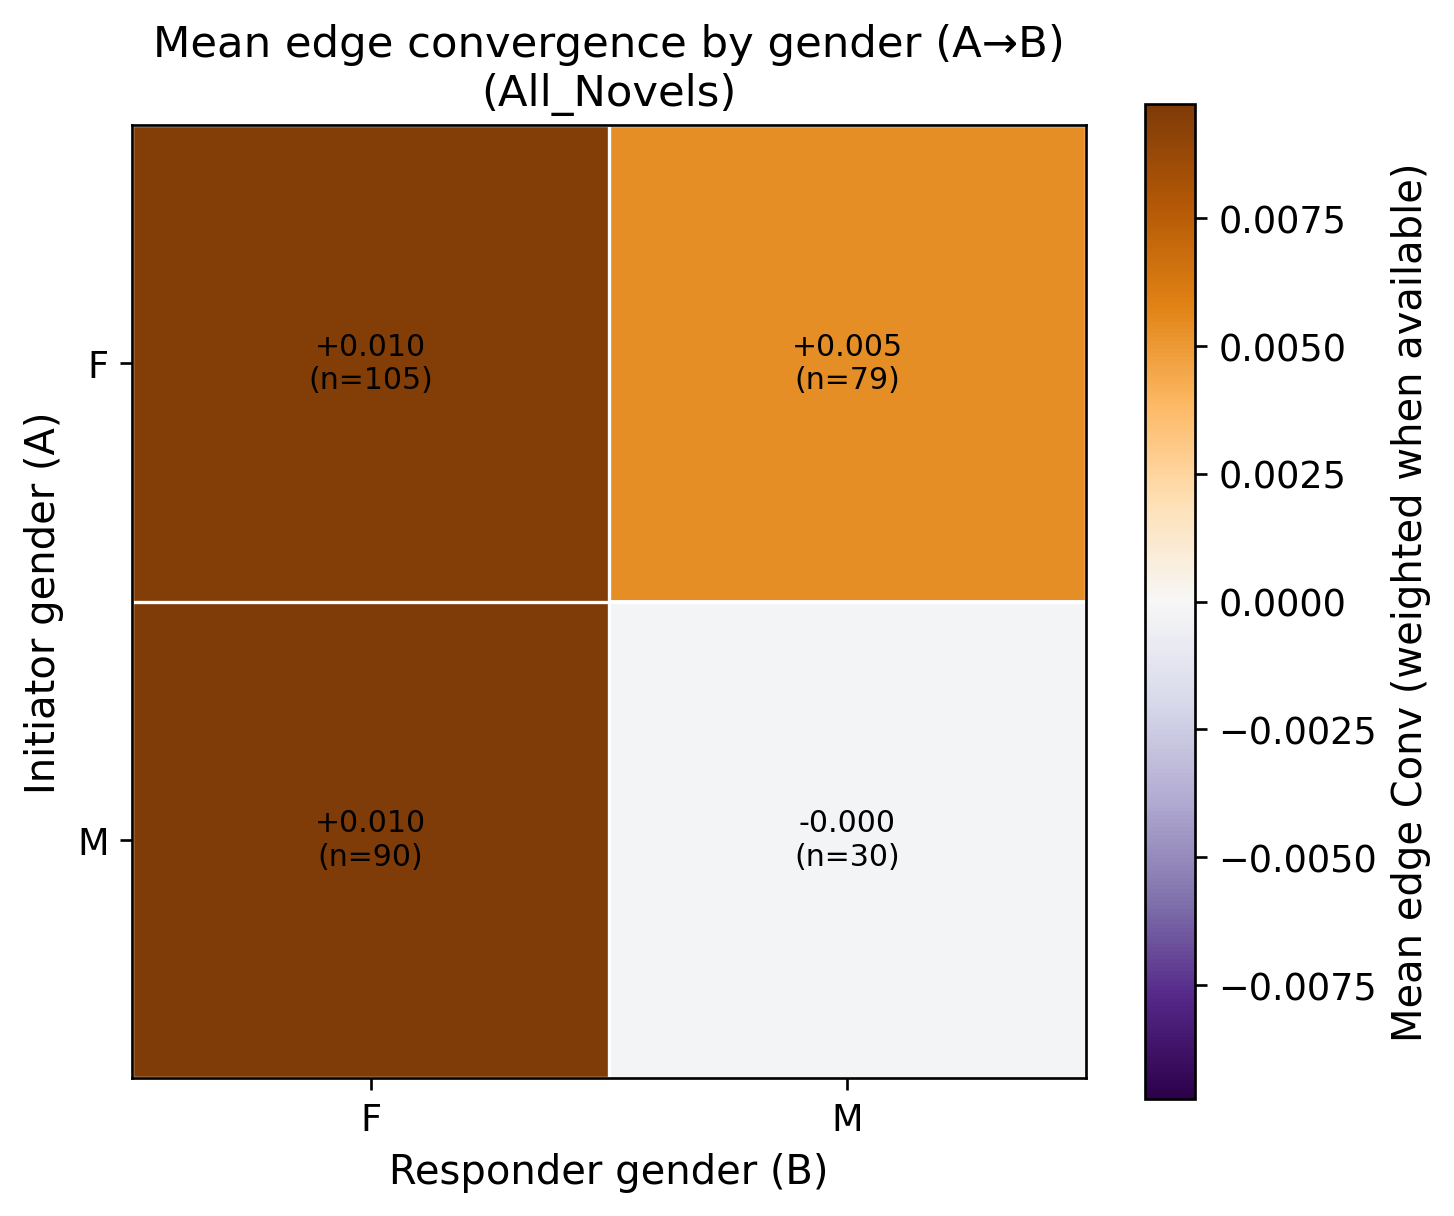 Mean edge convergence by gender (A→B)
(All_Novels)
Initiator gender (A)
F
M
+0.010
(n=105)
+0.005
(n=79)
+0.010
(n=90)
-0.000
(n=30)
F
M
Responder gender (B)
0.0075
0.0050
0.0025
0.0000
−0.0025
−0.0050
−0.0075
Mean edge Conv (weighted when available)